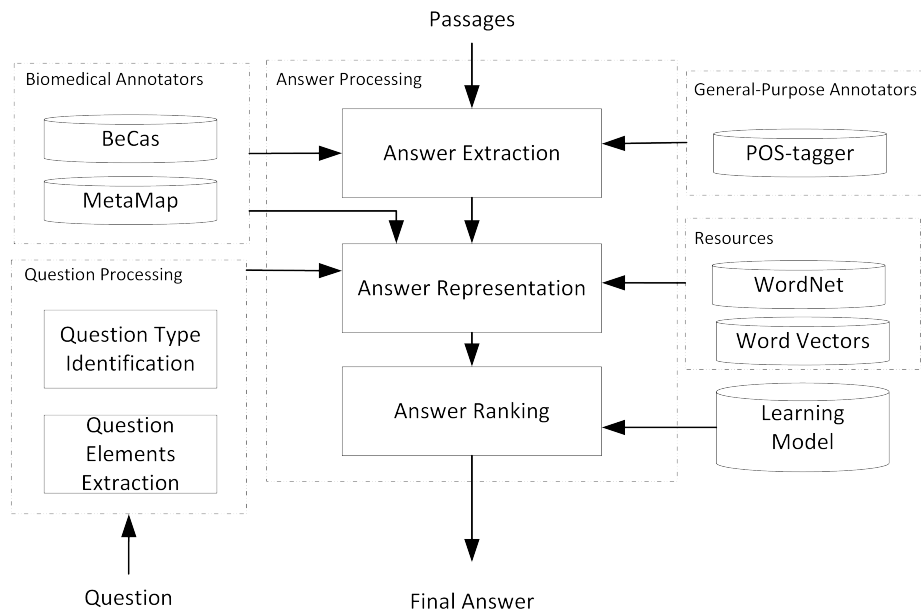 Passages
Biomedical Annotators
BeCas
MetaMap
Answer Processing
Answer Extraction
General-Purpose Annotators
POS-tagger
Question Processing
Question Type
Identification
Question
Elements
Extraction
Answer Representation
Resources
WordNet
Word Vectors
Answer Ranking
Learning
Model
Question
Final Answer